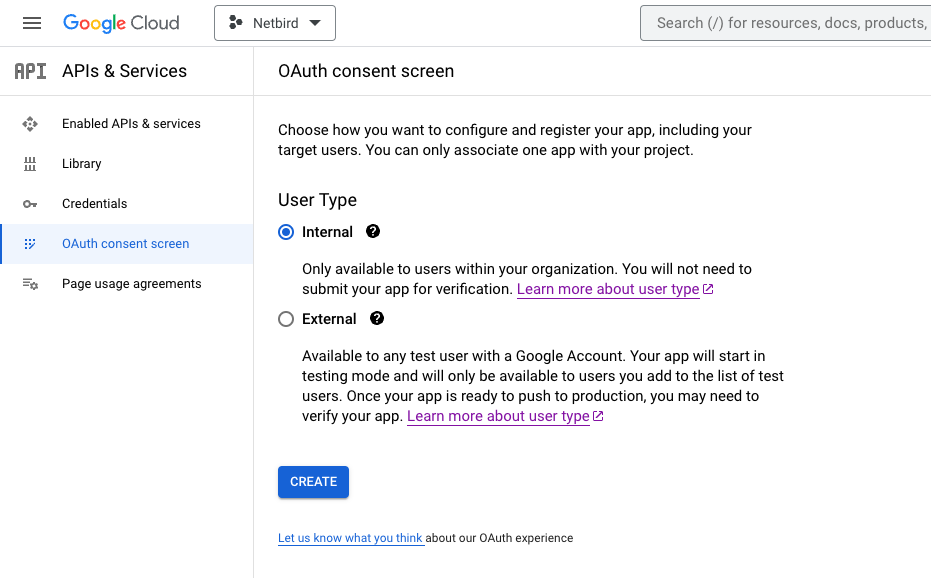 Google Cloud
Netbird
Search (/) for resources, docs, products,
API
APIs & Services
OAuth consent screen
Enabled APIs & services
Library
Credentials
OAuth consent screen
Page usage agreements
Choose how you want to configure and register your app, including your
target users. You can only associate one app with your project.
User Type
Internal ?
Only available to users within your organization. You will not need to
submit your app for verification. Learn more about user type
External ?
Available to any test user with a Google Account. Your app will start in
testing mode and will only be available to users you add to the list of test
users. Once your app is ready to push to production, you may need to
verify your app. Learn more about user type
CREATE
Let us know what you think about our OAuth experience